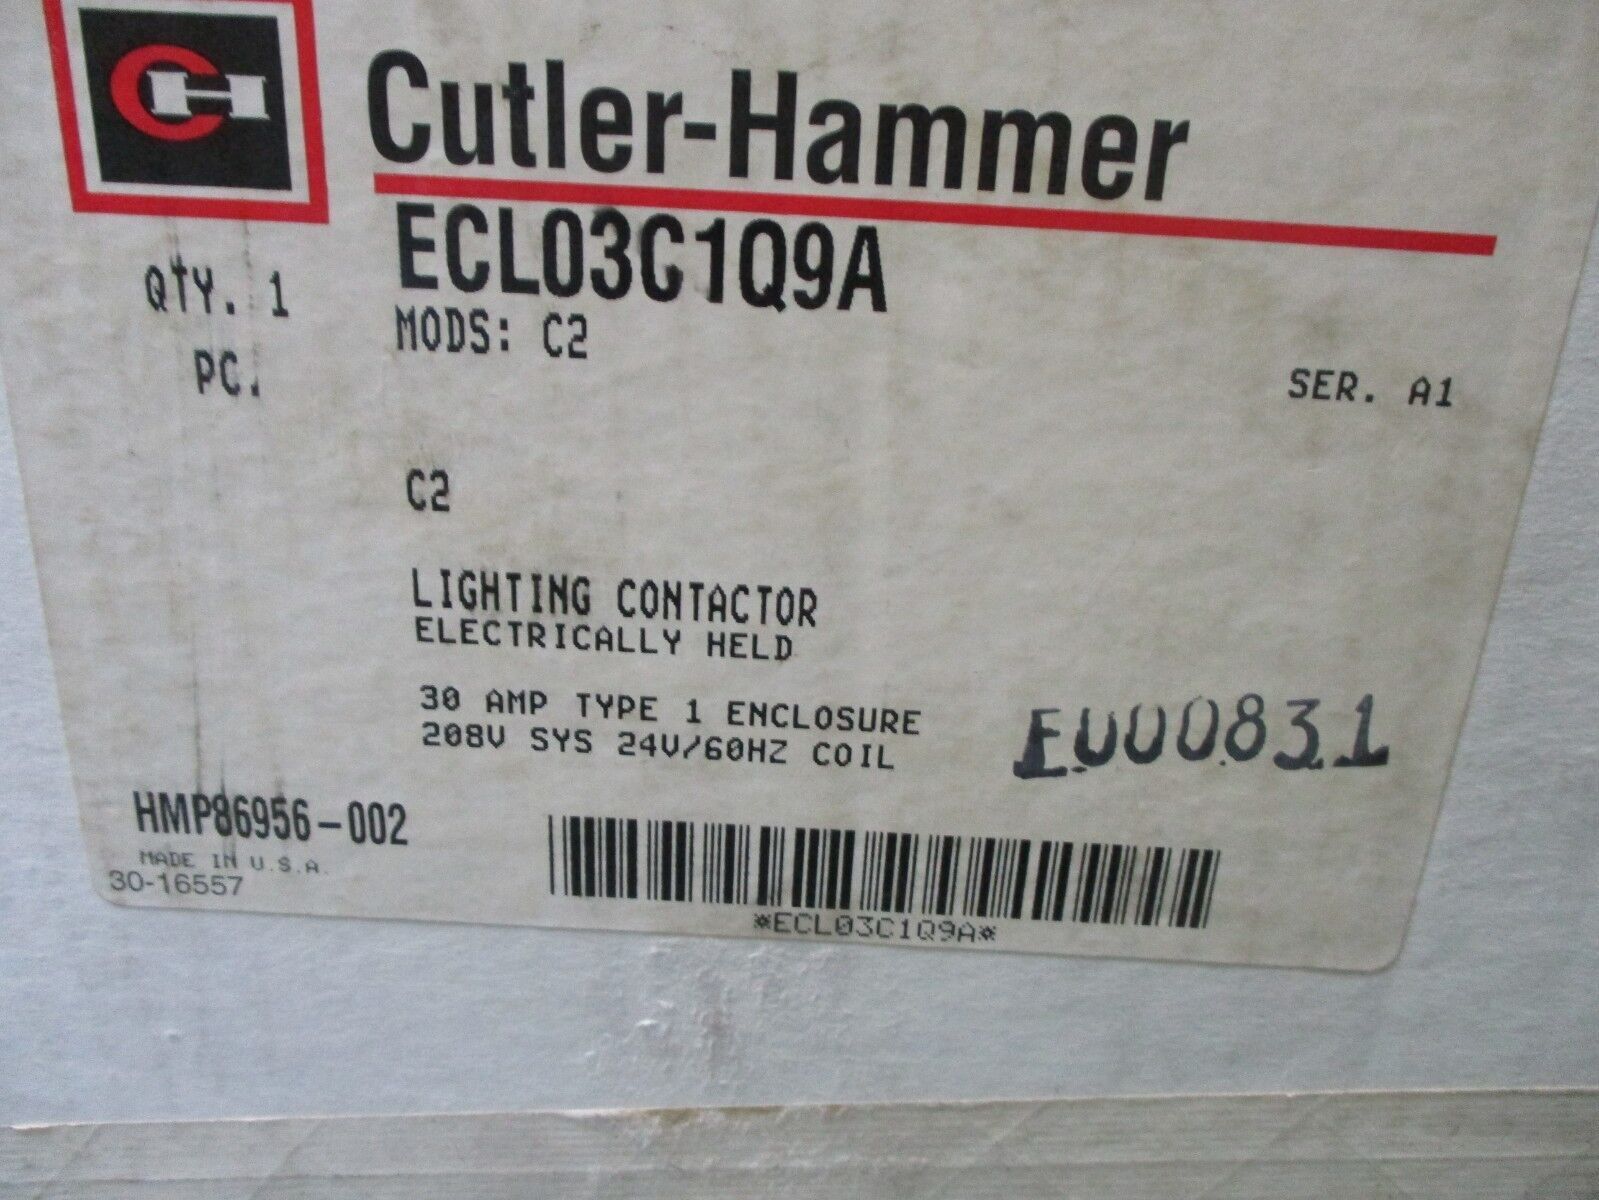 CH
Cutler-Hammer
ECL03C1Q9A
QTY. 1
PC.
MODS: C2
SER. A1
C2
LIGHTING CONTACTOR
ELECTRICALLY HELD
30 AMP TYPE 1 ENCLOSURE
208V SYS 24V/60HZ COIL
E000831
HMP86956-002
MADE IN U.S.A.
30-16557
*ECL03C1Q9A*